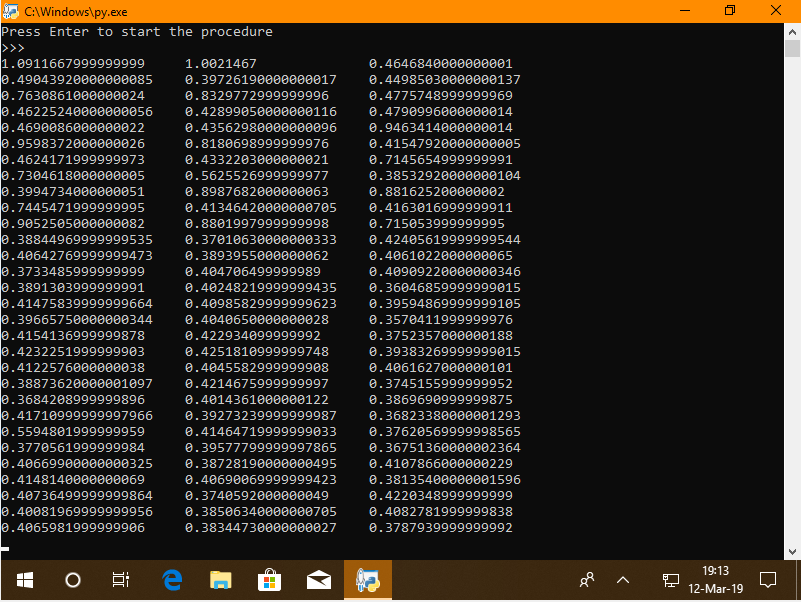 C:\Windows\py.exe
Press Enter to start the procedure
>>>
1.0911667999999999 1.0021467 0.4646840000000001
0.49043920000000085 0.39726190000000017 0.44985030000000137
0.7630861000000024 0.8329772999999996 0.4775748999999969
0.46225240000000056 0.42899050000000116 0.4790996000000014
0.4690086000000022 0.43562980000000096 0.9463414000000014
0.9598372000000026 0.8180698999999976 0.41547920000000005
0.4624171999999973 0.4332203000000021 0.7145654999999991
0.7304618000000005 0.5625526999999977 0.38532920000000104
0.3994734000000051 0.8987682000000063 0.881625200000002
0.7445471999999995 0.41346420000000705 0.4163016999999911
0.9052505000000082 0.8801997999999998 0.715053999999995
0.38844969999999535 0.37010630000000333 0.42405619999999544
0.40642769999999473 0.3893955000000062 0.4061022000000065
0.3733485999999999 0.404706499999989 0.40909220000000346
0.3891303999999991 0.40248219999999435 0.36046859999999015
0.41475839999999664 0.40985829999999623 0.39594869999999105
0.39665750000000344 0.4040650000000028 0.3570411999999976
0.4154136999999878 0.422934099999992 0.3752357000000188
0.4232251999999903 0.4251810999999748 0.39383269999999015
0.4122576000000038 0.4045582999999908 0.4061627000000101
0.38873620000001097 0.4214675999999997 0.3745155999999952
0.3684208999999896 0.4014361000000122 0.3869690999999875
0.41710999999997966 0.39273239999999987 0.36823380000001293
0.5594801999999959 0.41464719999999033 0.37620569999998565
0.3770561999999984 0.39577799999997865 0.36751360000002364
0.40669900000000325 0.38728190000000495 0.4107866000000229
0.4148140000000069 0.40690069999999423 0.38135400000001596
0.40736499999999864 0.3740592000000049 0.4220348999999999
0.40081969999999956 0.38506340000000705 0.4082781999999838
0.4065981999999906 0.38344730000000027 0.3787939999999992
19:13
12-Mar-19